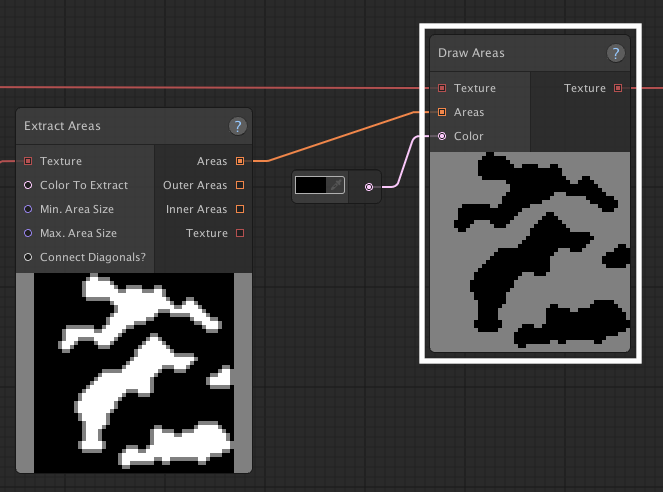 Draw Areas ?
Texture Texture
Areas
Color
Extract Areas ?
Texture Areas
Color To Extract Outer Areas
Min. Area Size Inner Areas
Max. Area Size Texture
Connect Diagonals?